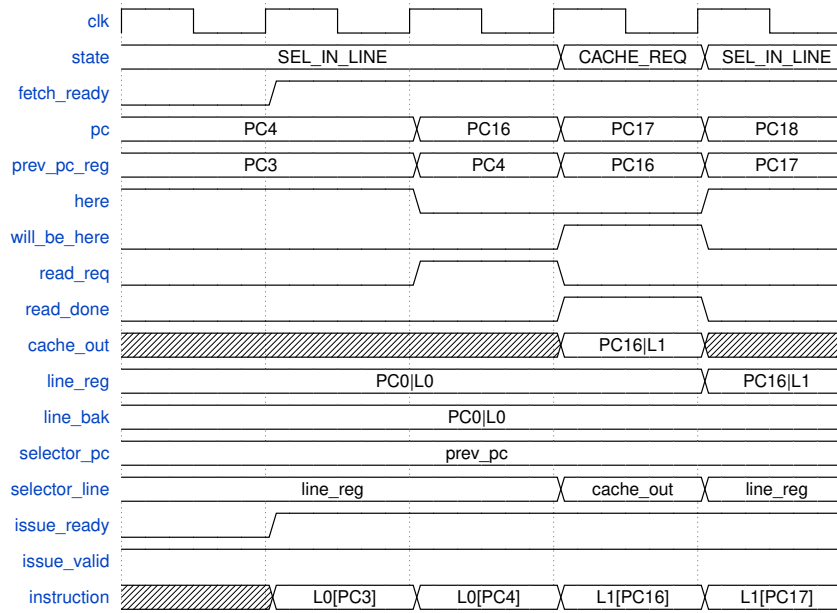 clk
state SEL_IN_LINE CACHE_REQ SEL_IN_LINE
fetch_ready
pc PC4 PC16 PC17 PC18
prev_pc_reg PC3 PC4 PC16 PC17
here
will_be_here
read_req
read_done
cache_out PC16|L1
line_reg PC0|L0 PC16|L1
line_bak PC0|L0
selector_pc prev_pc
selector_line line_reg cache_out line_reg
issue_ready
issue_valid
instruction L0[PC3] L0[PC4] L1[PC16] L1[PC17]